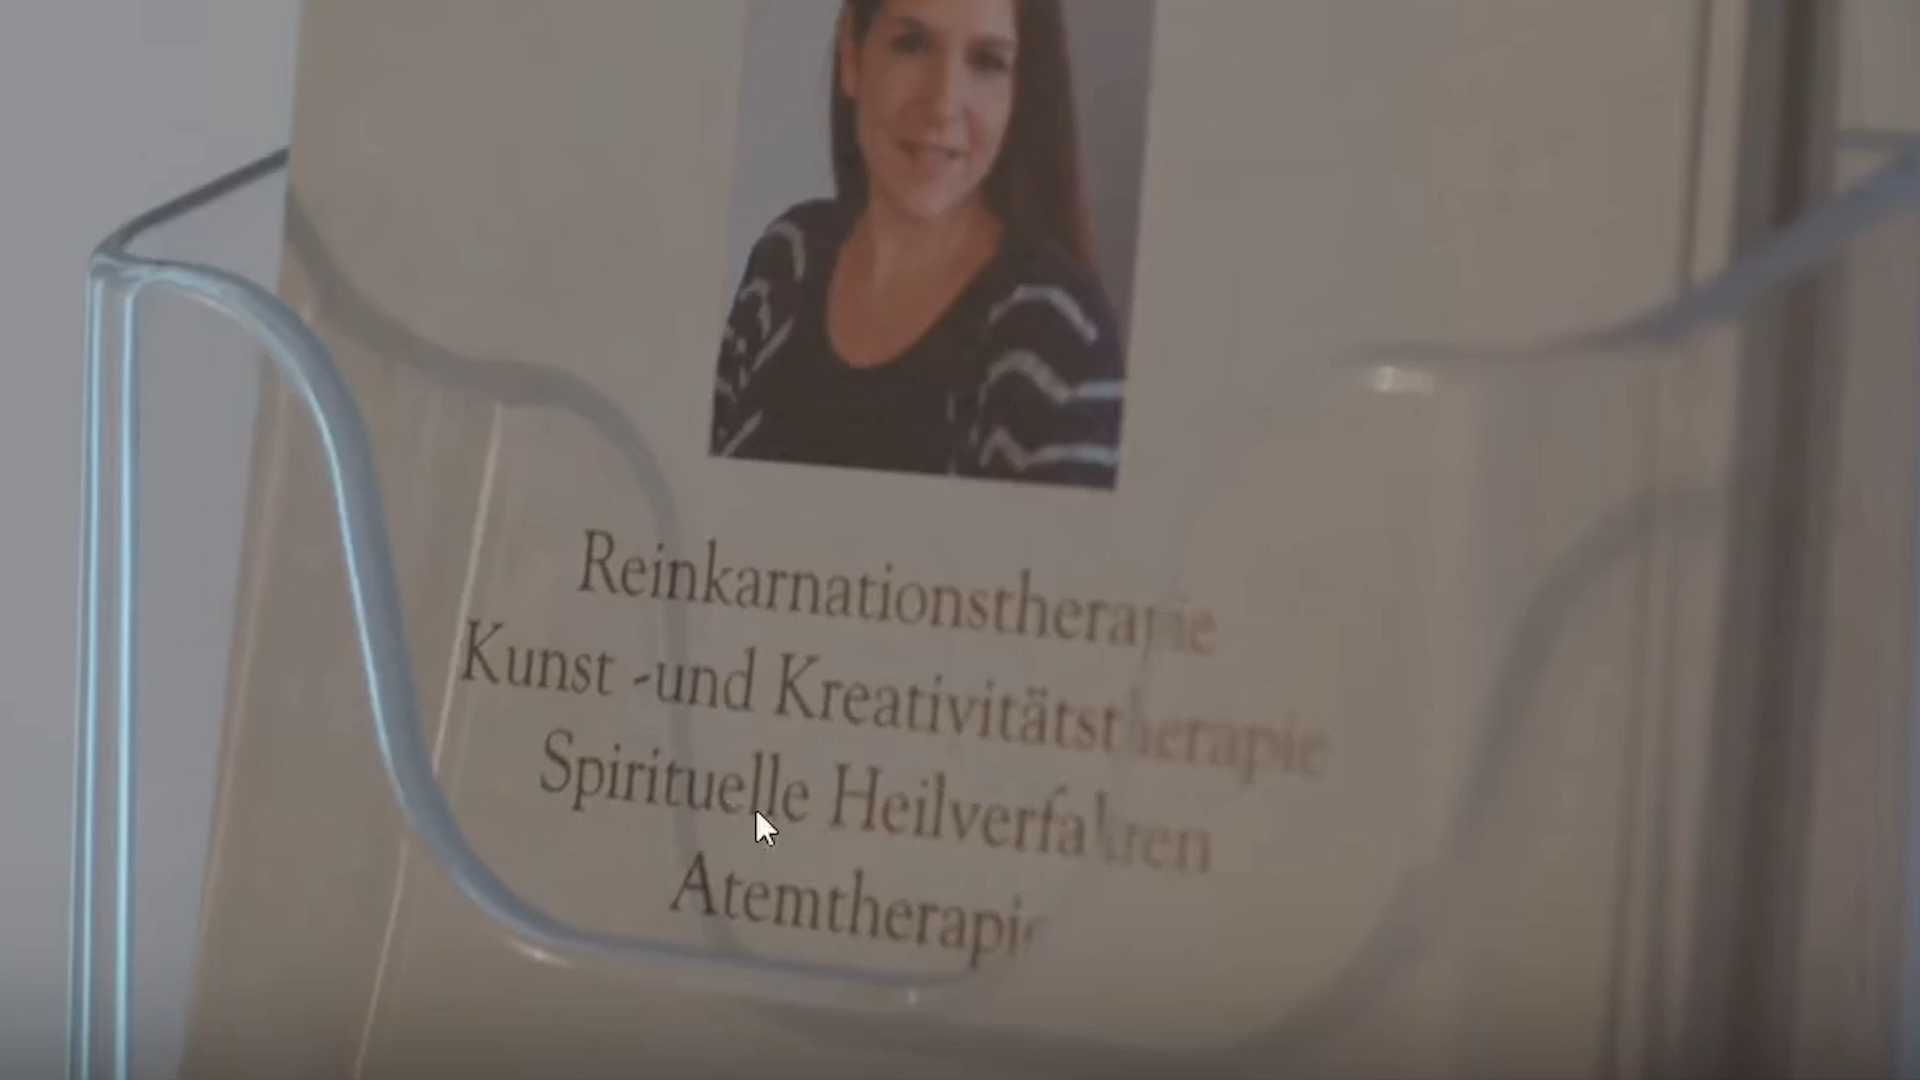 Reinkarnationstherapie
Kunst -und Kreativitätstherapie
Spirituelle Heilverfahren
Atemtherapie